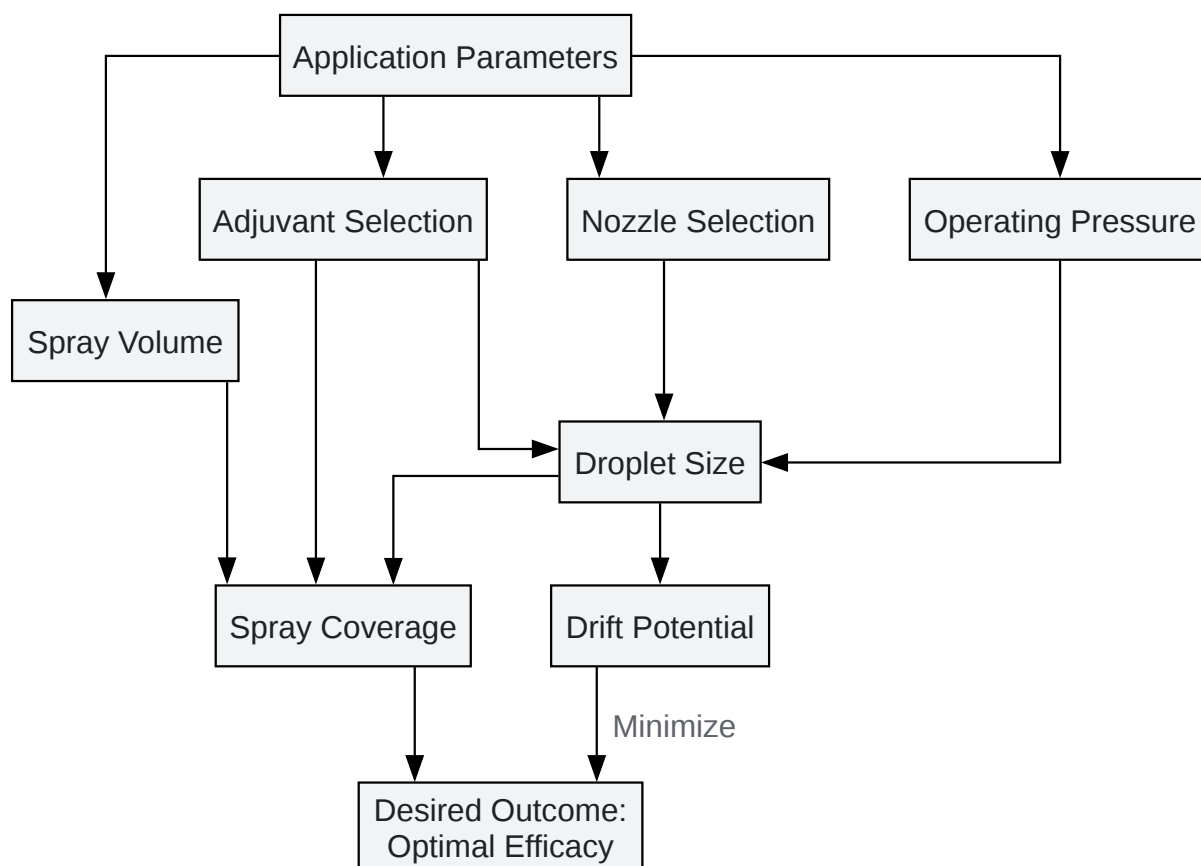 Application Parameters
Adjuvant Selection
Nozzle Selection
Operating Pressure
Spray Volume
Droplet Size
Spray Coverage
Drift Potential
Minimize
Desired Outcome:
Optimal Efficacy